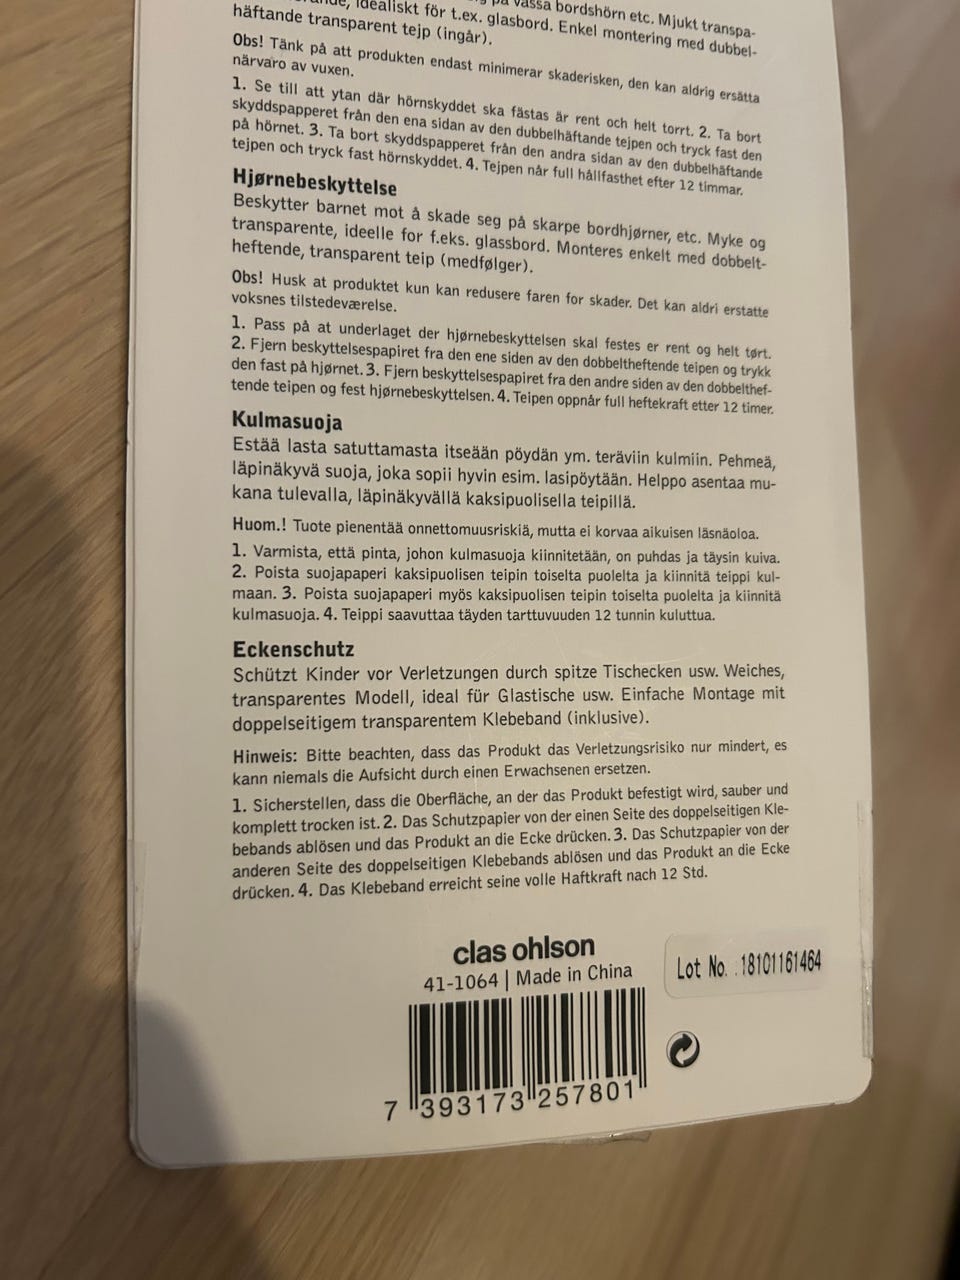 idealiskt för t.ex. glasbord. Enkel montering med dubbel-
på vassa bordshörn etc. Mjukt transpa-
häftande transparent tejp (ingår).
Obs! Tänk på att produkten endast minimerar skaderisken, den kan aldrig ersätta
närvaro av vuxen.
1. Se till att ytan där hörnskyddet ska fästas är rent och helt torrt. 2. Ta bort
skyddspapperet från den ena sidan av den dubbelhäftande tejpen och tryck fast den
på hörnet. 3. Ta bort skyddspapperet från den andra sidan av den dubbelhäftande
tejpen och tryck fast hörnskyddet. 4. Tejpen når full hållfasthet efter 12 timmar.
Hjørnebeskyttelse
Beskytter barnet mot å skade seg på skarpe bordhjørner, etc. Myke og
transparente, ideelle for f.eks. glassbord. Monteres enkelt med dobbelt-
heftende, transparent teip (medfølger).
Obs! Husk at produktet kun kan redusere faren for skader. Det kan aldri erstatte
voksnes tilstedeværelse.
1. Pass på at underlaget der hjørnebeskyttelsen skal festes er rent og helt tørt.
2. Fjern beskyttelsespapiret fra den ene siden av den dobbeltheftende teipen og trykk
den fast på hjørnet. 3. Fjern beskyttelsespapiret fra den andre siden av den dobbelthef-
tende teipen og fest hjørnebeskyttelsen. 4. Teipen oppnår full heftekraft etter 12 timer.
Kulmasuoja
Estää lasta satuttamasta itseään pöydän ym. teräviin kulmiin. Pehmeä,
läpinäkyvä suoja, joka sopii hyvin esim. lasipöytään. Helppo asentaa mu-
kana tulevalla, läpinäkyvällä kaksipuolisella teipillä.
Huom.! Tuote pienentää onnettomuusriskiä, mutta ei korvaa aikuisen läsnäoloa.
1. Varmista, että pinta, johon kulmasuoja kiinnitetään, on puhdas ja täysin kuiva.
2. Poista suojapaperi kaksipuolisen teipin toiselta puolelta ja kiinnitä teippi kul-
maan. 3. Poista suojapaperi myös kaksipuolisen teipin toiselta puolelta ja kiinnitä
kulmasuoja. 4. Teippi saavuttaa täyden tarttuvuuden 12 tunnin kuluttua.
Eckenschutz
Schützt Kinder vor Verletzungen durch spitze Tischecken usw. Weiches,
transparentes Modell, ideal für Glastische usw. Einfache Montage mit
doppelseitigem transparentem Klebeband (inklusive).
Hinweis: Bitte beachten, dass das Produkt das Verletzungsrisiko nur mindert, es
kann niemals die Aufsicht durch einen Erwachsenen ersetzen.
1. Sicherstellen, dass die Oberfläche, an der das Produkt befestigt wird, sauber und
komplett trocken ist. 2. Das Schutzpapier von der einen Seite des doppelseitigen Kle-
bebands ablösen und das Produkt an die Ecke drücken. 3. Das Schutzpapier von der
anderen Seite des doppelseitigen Klebebands ablösen und das Produkt an die Ecke
drücken. 4. Das Klebeband erreicht seine volle Haftkraft nach 12 Std.
clas ohlson
41-1064 | Made in China
Lot No. .18101161464
7 393173 257801